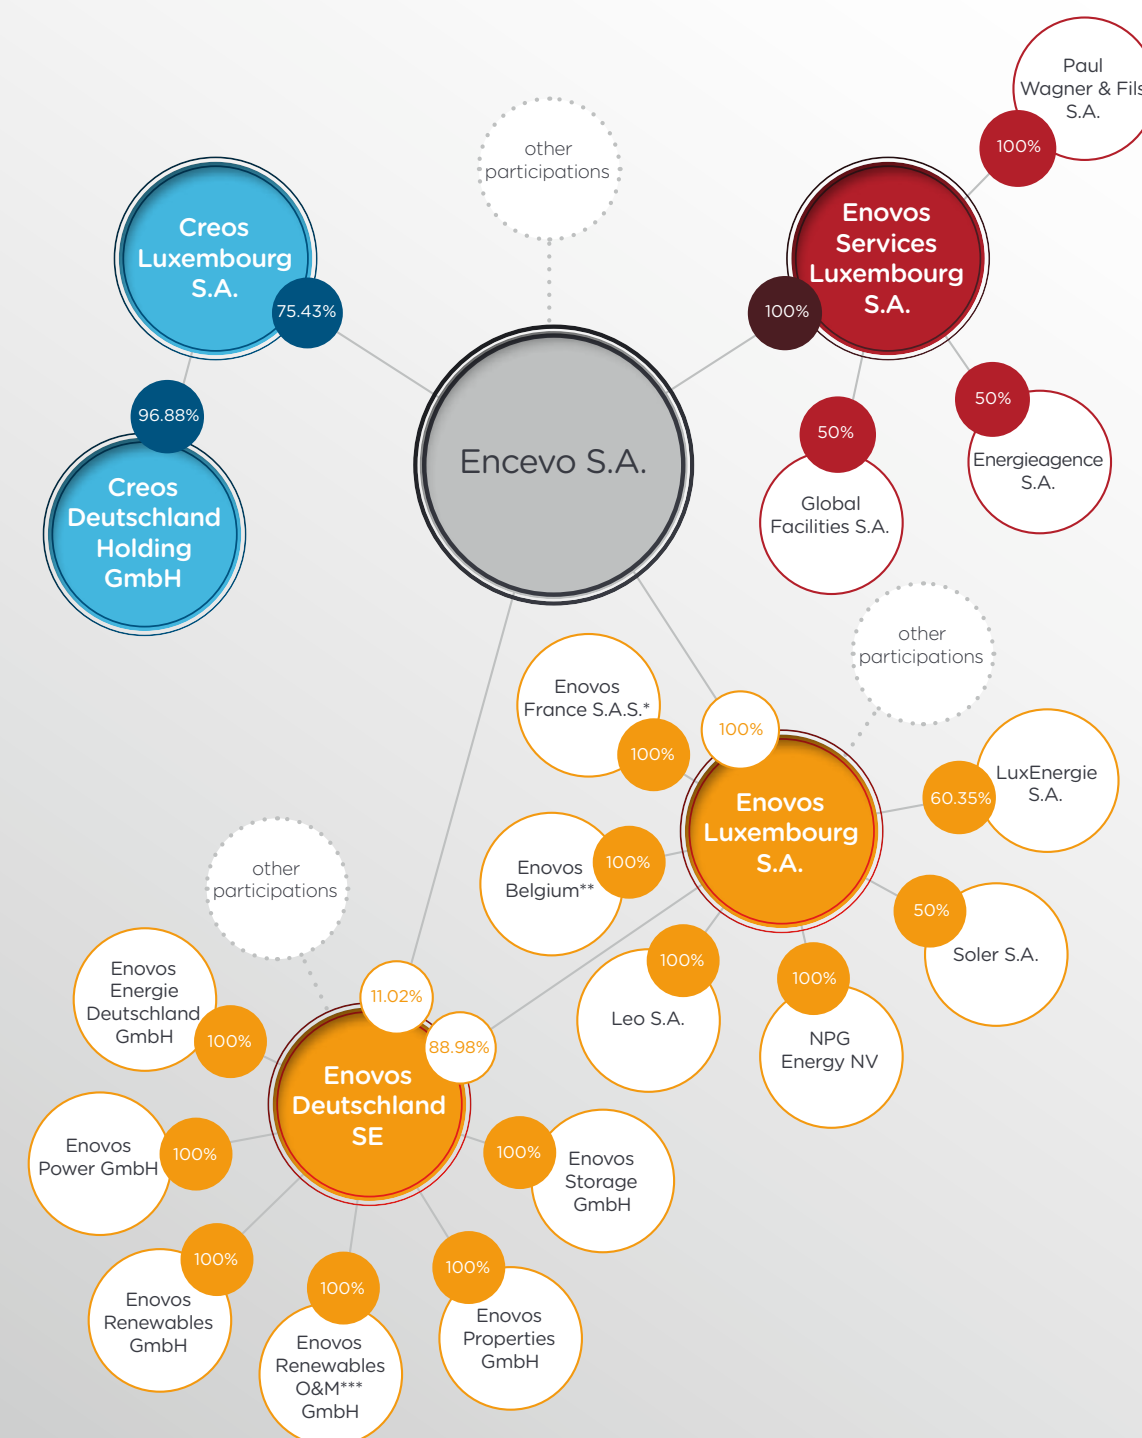 Paul
Wagner & Fils
S.A.
100%
other
participations
Creos
Luxembourg
S.A.
75.43%
Enovos
Services
Luxembourg
S.A.
100%
96.88%
Creos
Deutschland
Holding
GmbH
Encevo S.A.
50%
Global
Facilities S.A.
50%
Energieagence
S.A.
other
participations
Enovos
France S.A.S.*
100%
100%
Enovos
Luxembourg
S.A.
60.35%
LuxEnergie
S.A.
Enovos
Belgium**
100%
50%
Soler S.A.
100%
Leo S.A.
100%
NPG
Energy NV
other
participations
11.02%
88.98%
Enovos
Deutschland
SE
Enovos
Energie
Deutschland
GmbH
100%
Enovos
Power GmbH
100%
100%
Enovos
Storage
GmbH
100%
Enovos
Renewables
GmbH
100%
Enovos
Renewables
O&M***
GmbH
100%
Enovos
Properties
GmbH